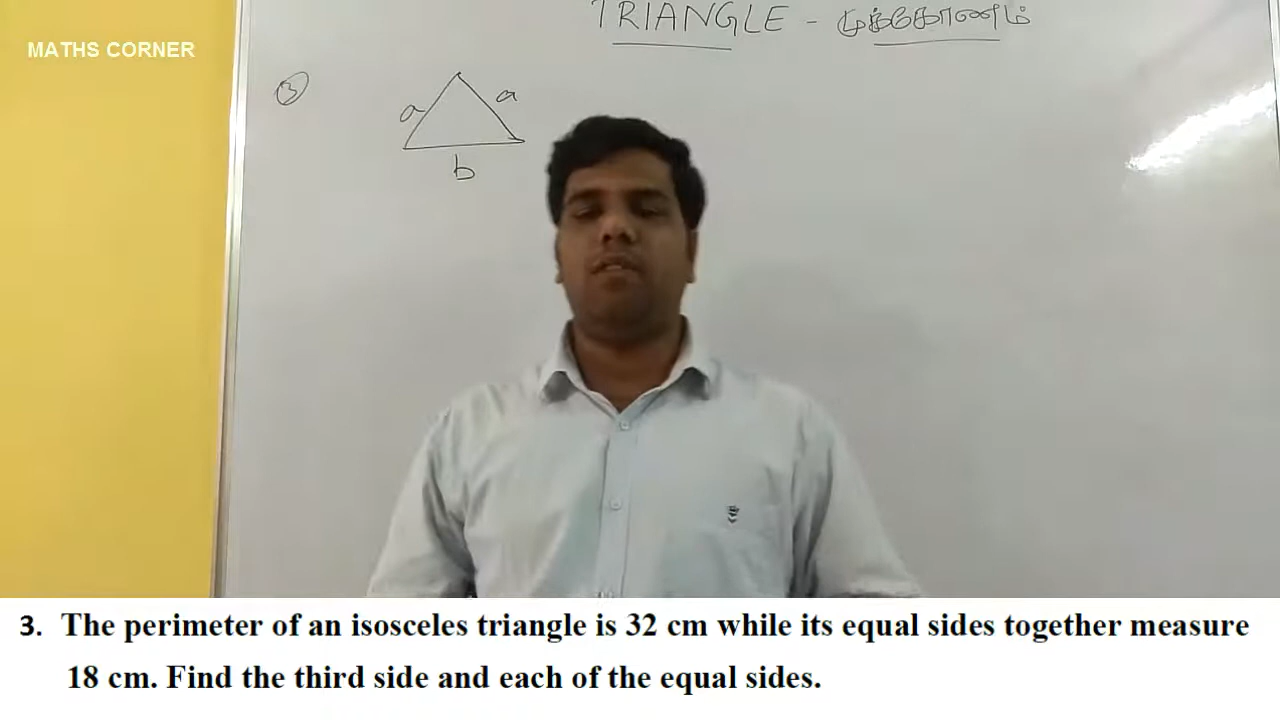 TRIANGLE - முக்கோணம்
MATHS CORNER
3
a
a
b
3. The perimeter of an isosceles triangle is 32 cm while its equal sides together measure
18 cm. Find the third side and each of the equal sides.